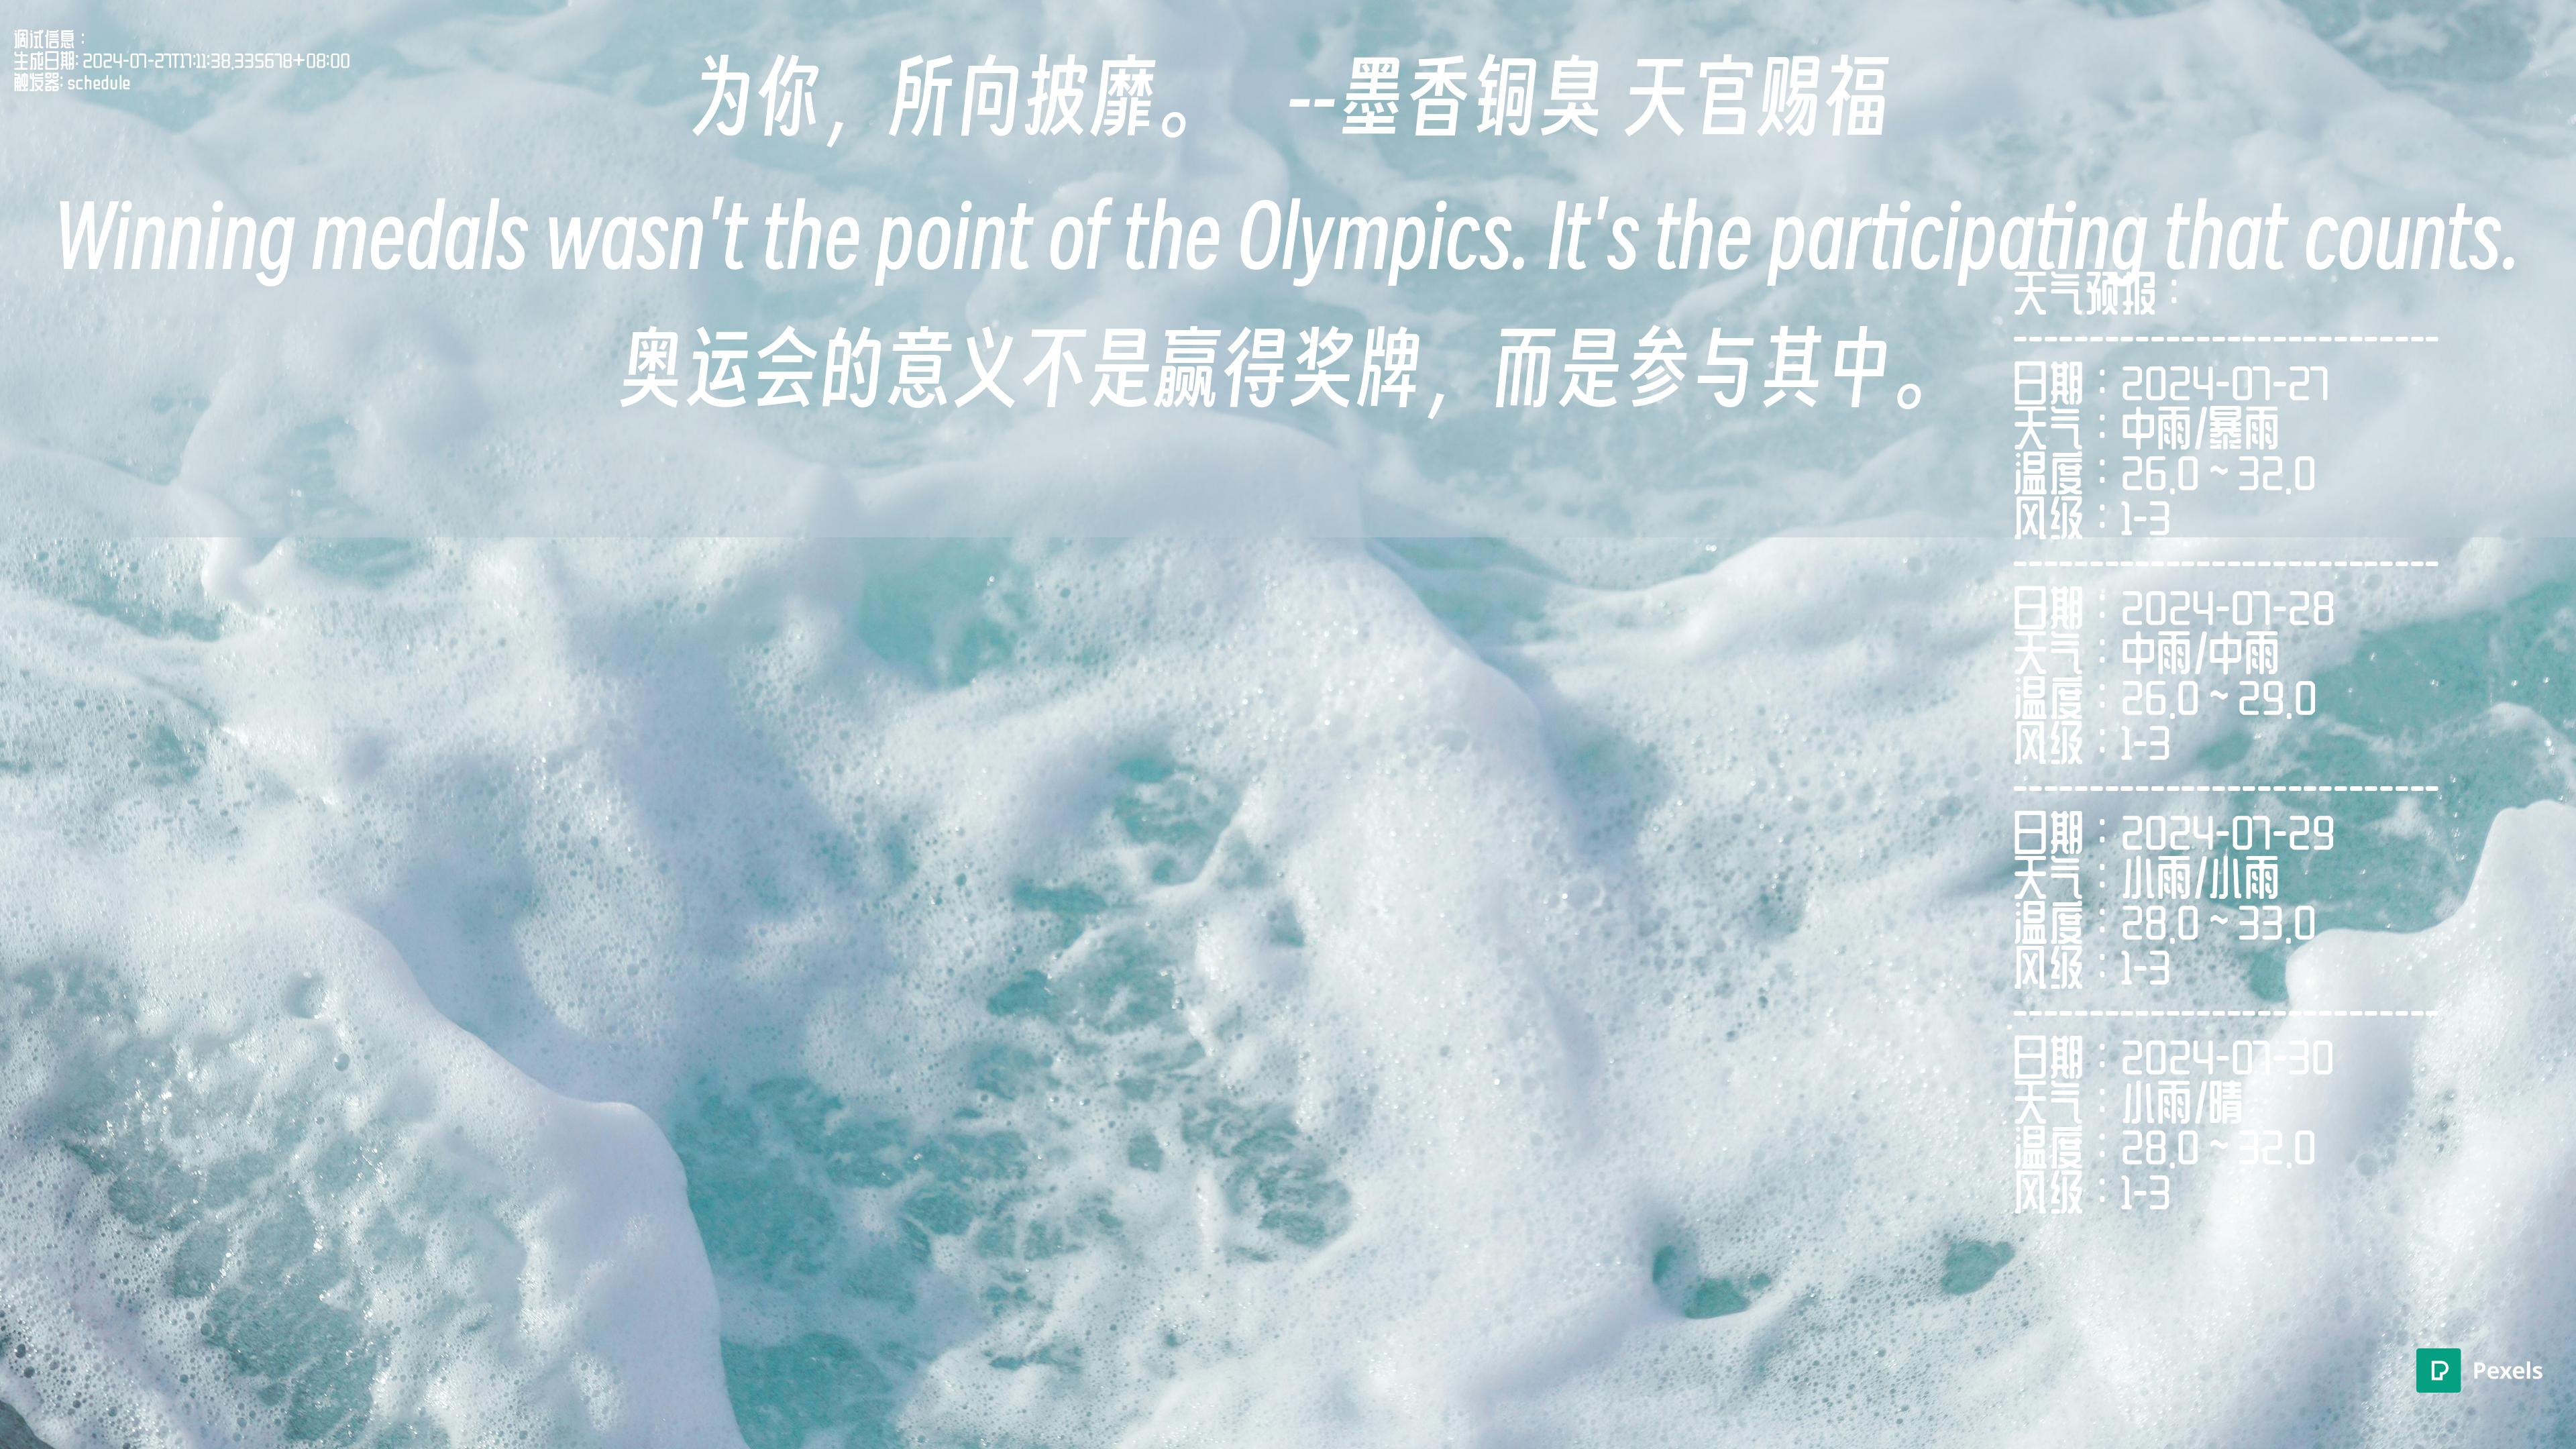 调试信息：
生成日期: 2024-07-27T17:11:38.335678+08:00
触发器: schedule
为你，所向披靡。 --墨香铜臭 天官赐福
Winning medals wasn't the point of the Olympics. It's the participating that counts.
奥运会的意义不是赢得奖牌，而是参与其中。
天气预报：
----------------------------
日期：2024-07-27
天气：中雨/暴雨
温度：26.0 ~ 32.0
风级：1-3
----------------------------
日期：2024-07-28
天气：中雨/中雨
温度：26.0 ~ 29.0
风级：1-3
----------------------------
日期：2024-07-29
天气：小雨/小雨
温度：28.0 ~ 33.0
风级：1-3
----------------------------
日期：2024-07-30
天气：小雨/晴
温度：28.0 ~ 32.0
风级：1-3
Pexels